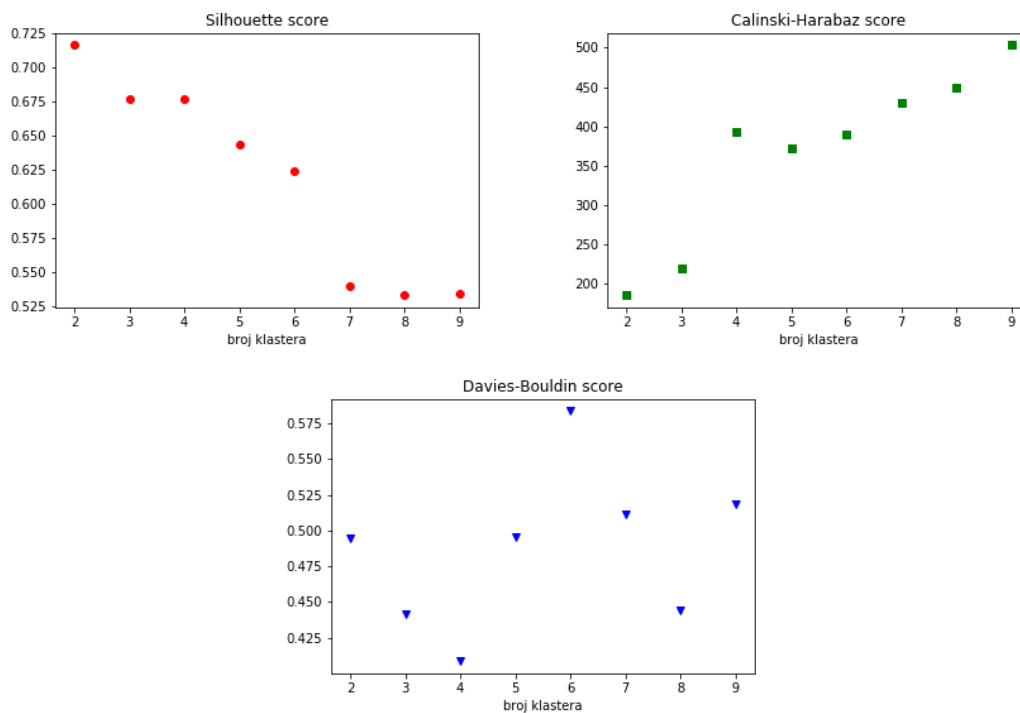 Silhouette score
0.725
0.700
0.675
0.650
0.625
0.600
0.575
0.550
0.525
2 3 4 5 6 7 8 9
broj klastera
Calinski-Harabaz score
500
450
400
350
300
250
200
2 3 4 5 6 7 8 9
broj klastera
Davies-Bouldin score
0.575
0.550
0.525
0.500
0.475
0.450
0.425
2 3 4 5 6 7 8 9
broj klastera